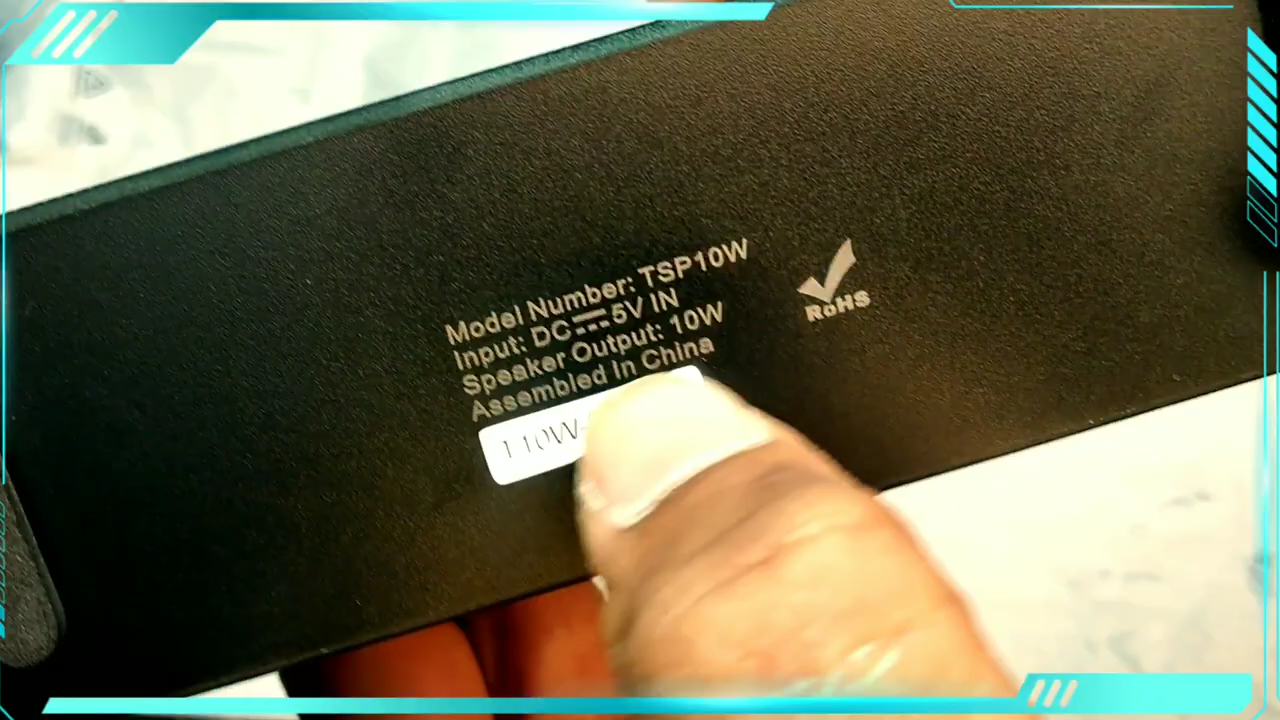 Model Number: TSP10W
Input: DC⎓5V IN
Speaker Output: 10W
Assembled In China
RoHS